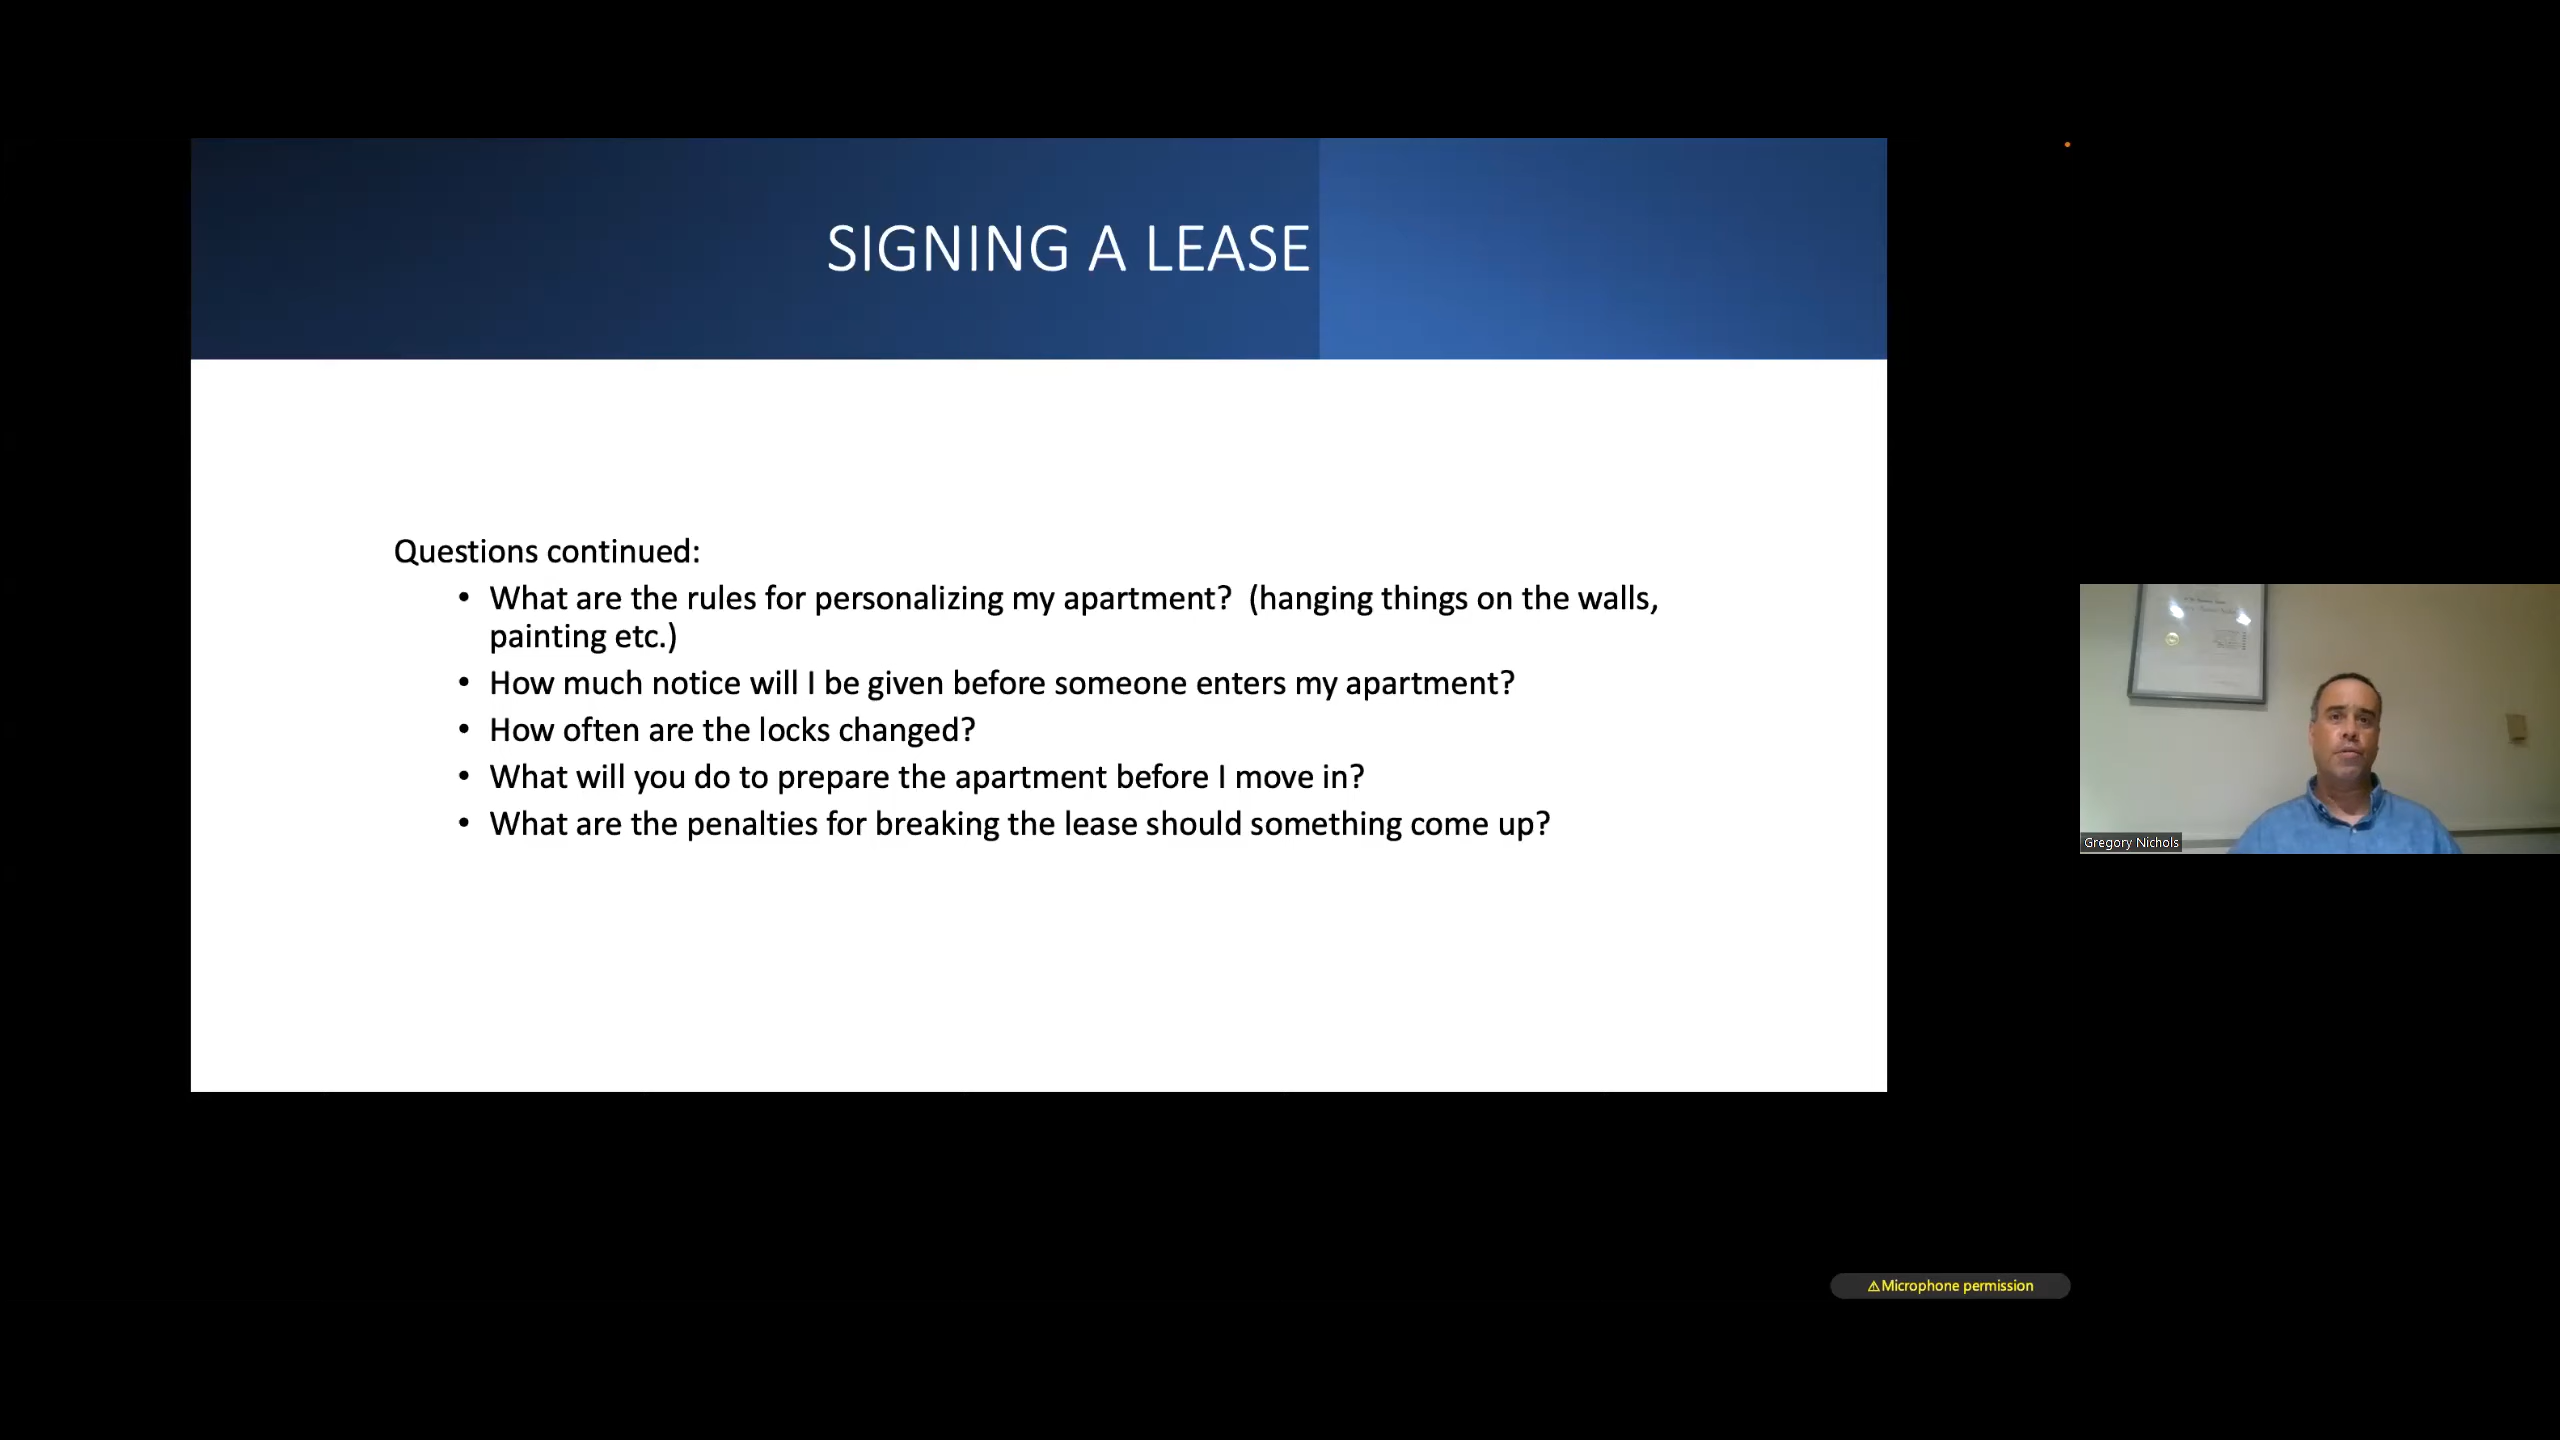 SIGNING A LEASE
Questions continued:
• What are the rules for personalizing my apartment?  (hanging things on the walls,
painting etc.)
• How much notice will I be given before someone enters my apartment?
• How often are the locks changed?
• What will you do to prepare the apartment before I move in?
• What are the penalties for breaking the lease should something come up?
Gregory Nichols
⚠Microphone permission